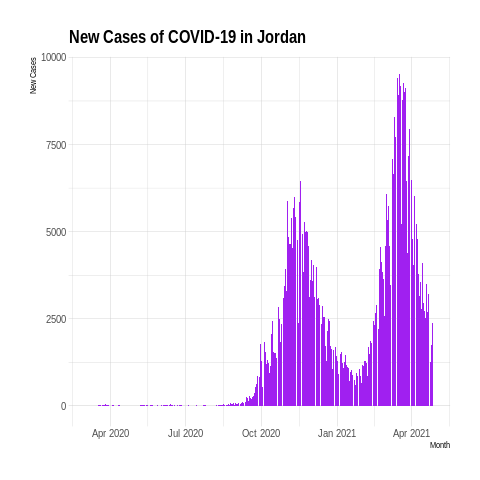 New Cases of COVID-19 in Jordan
New Cases
10000
7500
5000
2500
0
Apr 2020 Jul 2020 Oct 2020 Jan 2021 Apr 2021
Month